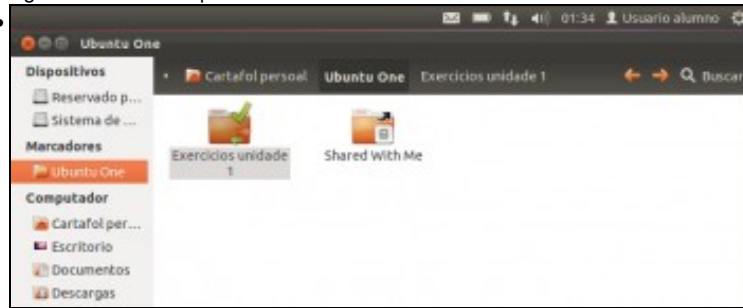 01:34 Usuario alumno
Ubuntu One
Dispositivos
Reservado p...
Sistema de ...
Marcadores
Ubuntu One
Computador
Cartafol per...
Escritorio
Documentos
Descargas
Cartafol persoal Ubuntu One Exercicios unidade 1 Buscar
Exercicios unidade
1
Shared With Me